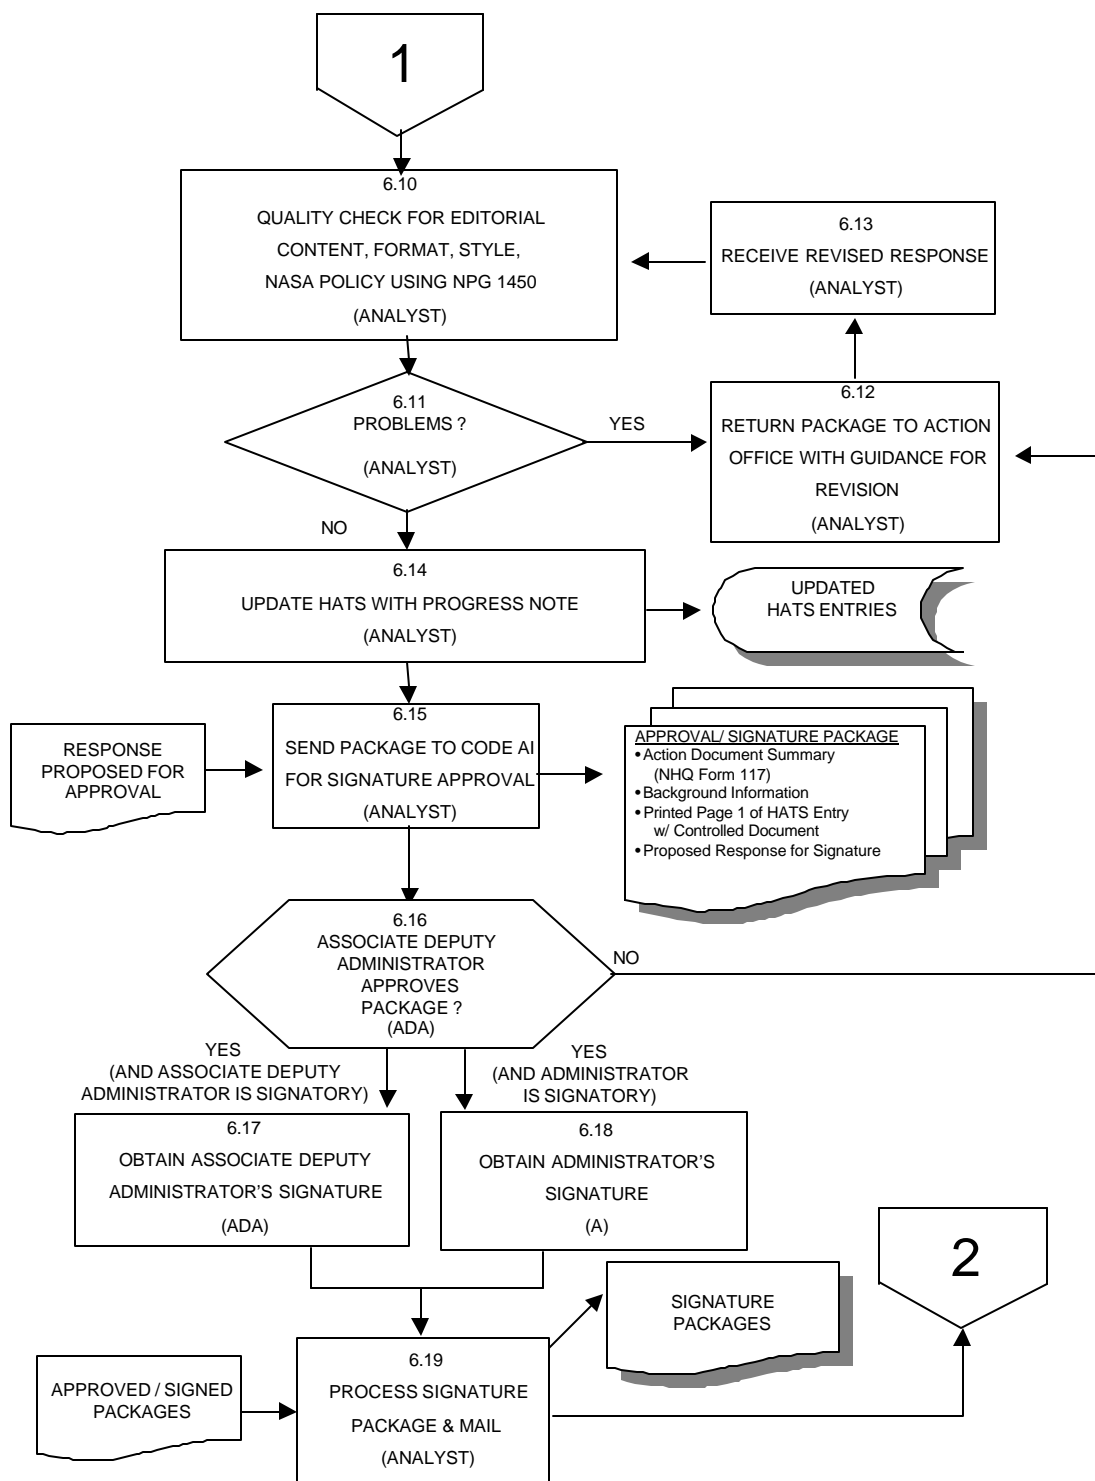 1
6.10
QUALITY CHECK FOR EDITORIAL
CONTENT, FORMAT, STYLE,
NASA POLICY USING NPG 1450
(ANALYST)
6.13
RECEIVE REVISED RESPONSE
(ANALYST)
6.11
PROBLEMS ?
(ANALYST)
YES
6.12
RETURN PACKAGE TO ACTION
OFFICE WITH GUIDANCE FOR
REVISION
(ANALYST)
NO
6.14
UPDATE HATS WITH PROGRESS NOTE
(ANALYST)
UPDATED
HATS ENTRIES
RESPONSE
PROPOSED FOR
APPROVAL
6.15
SEND PACKAGE TO CODE AI
FOR SIGNATURE APPROVAL
(ANALYST)
APPROVAL/ SIGNATURE PACKAGE
• Action Document Summary
(NHQ Form 117)
• Background Information
• Printed Page 1 of HATS Entry
w/ Controlled Document
• Proposed Response for Signature
6.16
ASSOCIATE DEPUTY
ADMINISTRATOR
APPROVES
PACKAGE ?
(ADA)
NO
YES
(AND ASSOCIATE DEPUTY
ADMINISTRATOR IS SIGNATORY)
YES
(AND ADMINISTRATOR
IS SIGNATORY)
6.17
OBTAIN ASSOCIATE DEPUTY
ADMINISTRATOR'S SIGNATURE
(ADA)
6.18
OBTAIN ADMINISTRATOR'S
SIGNATURE
(A)
2
SIGNATURE
PACKAGES
APPROVED / SIGNED
PACKAGES
6.19
PROCESS SIGNATURE
PACKAGE & MAIL
(ANALYST)